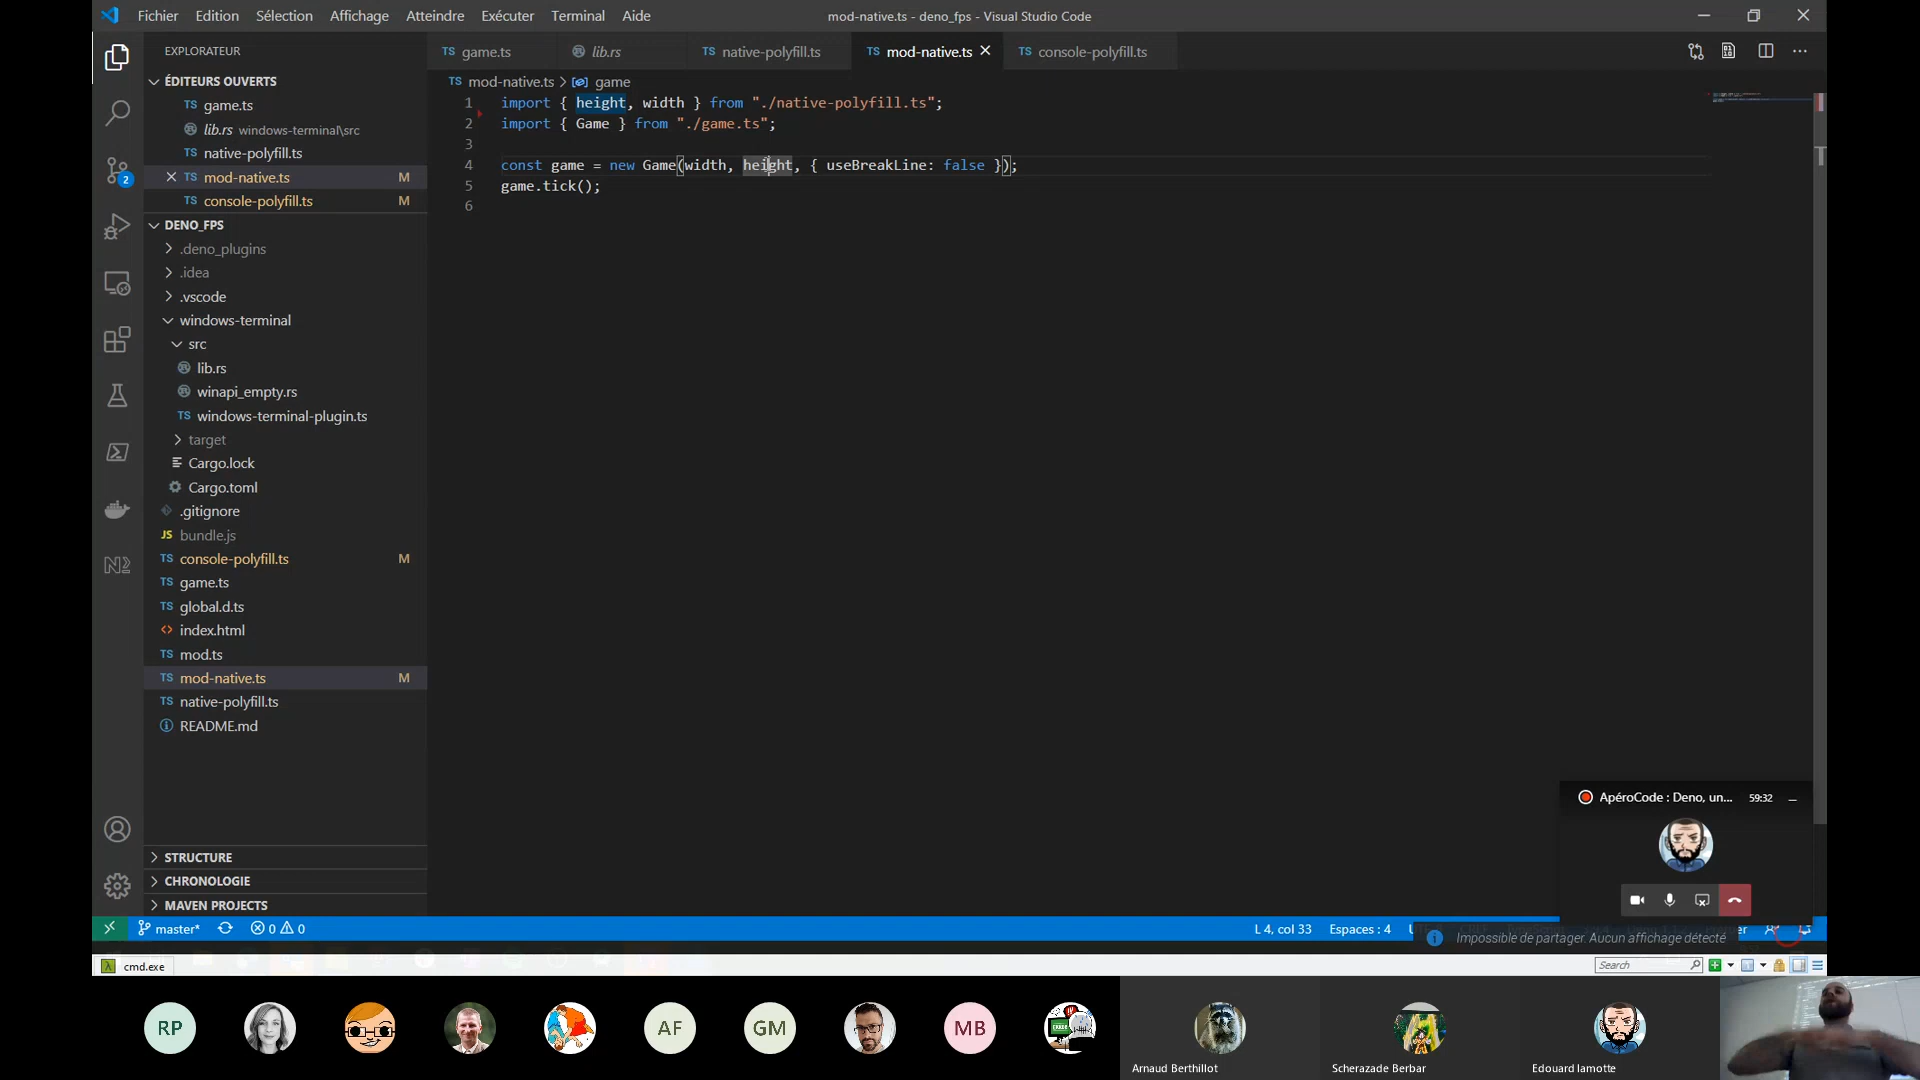 Fichier Edition Sélection Affichage Atteindre Exécuter Terminal Aide
mod-native.ts - deno_fps - Visual Studio Code
EXPLORATEUR
ÉDITEURS OUVERTS
TS game.ts
lib.rs windows-terminal\src
TS native-polyfill.ts
TS mod-native.ts M
TS console-polyfill.ts M
DENO_FPS
.deno_plugins
.idea
.vscode
windows-terminal
src
lib.rs
winapi_empty.rs
TS windows-terminal-plugin.ts
target
Cargo.lock
Cargo.toml
.gitignore
JS bundle.js
TS console-polyfill.ts M
TS game.ts
TS global.d.ts
index.html
TS mod.ts
TS mod-native.ts M
TS native-polyfill.ts
README.md
STRUCTURE
CHRONOLOGIE
MAVEN PROJECTS
2
TS game.ts
lib.rs
TS native-polyfill.ts
TS mod-native.ts
TS console-polyfill.ts
TS mod-native.ts > game
1 import { height, width } from "./native-polyfill.ts";
2 import { Game } from "./game.ts";
3
4 const game = new Game(width, height, { useBreakLine: false });
5 game.tick();
6
ApéroCode : Deno, un... 59:32
master* 0 0
L 4, col 33 Espaces : 4
Impossible de partager. Aucun affichage détecté
cmd.exe
Search
RP AF GM MB
Arnaud Berthillot
Scherazade Berbar
Edouard lamotte